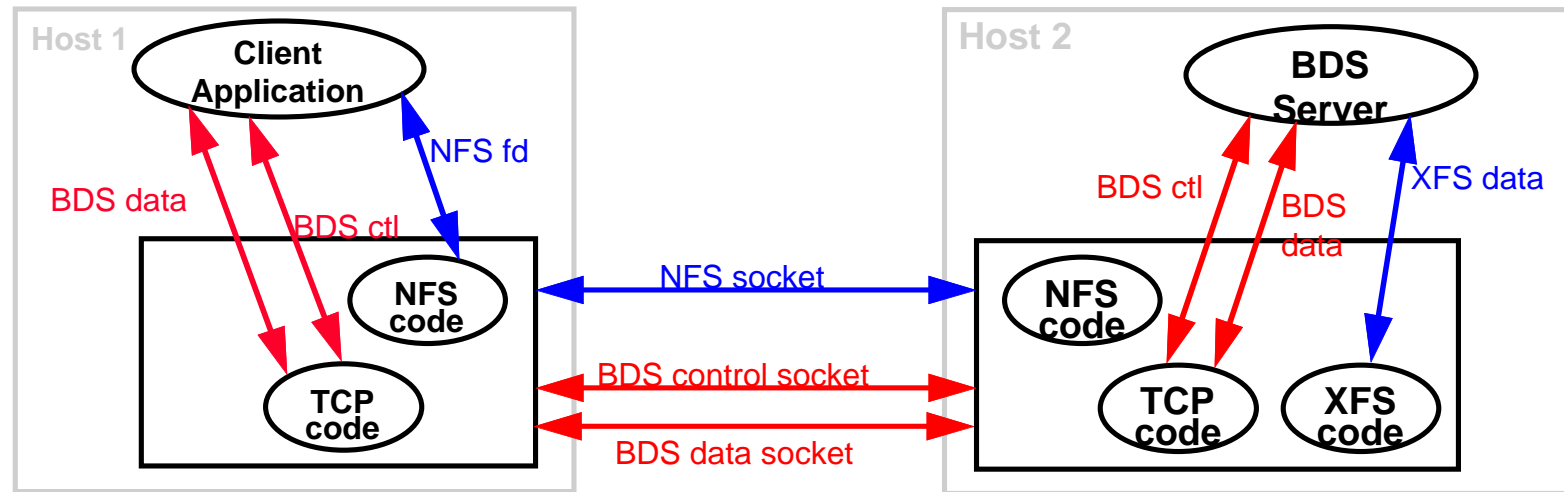 Host 1
Client
Application
NFS fd
BDS data
BDS ctl
NFS
code
TCP
code
NFS socket
BDS control socket
BDS data socket
Host 2
BDS
Server
BDS ctl
BDS
data
XFS data
NFS
code
TCP
code
XFS
code